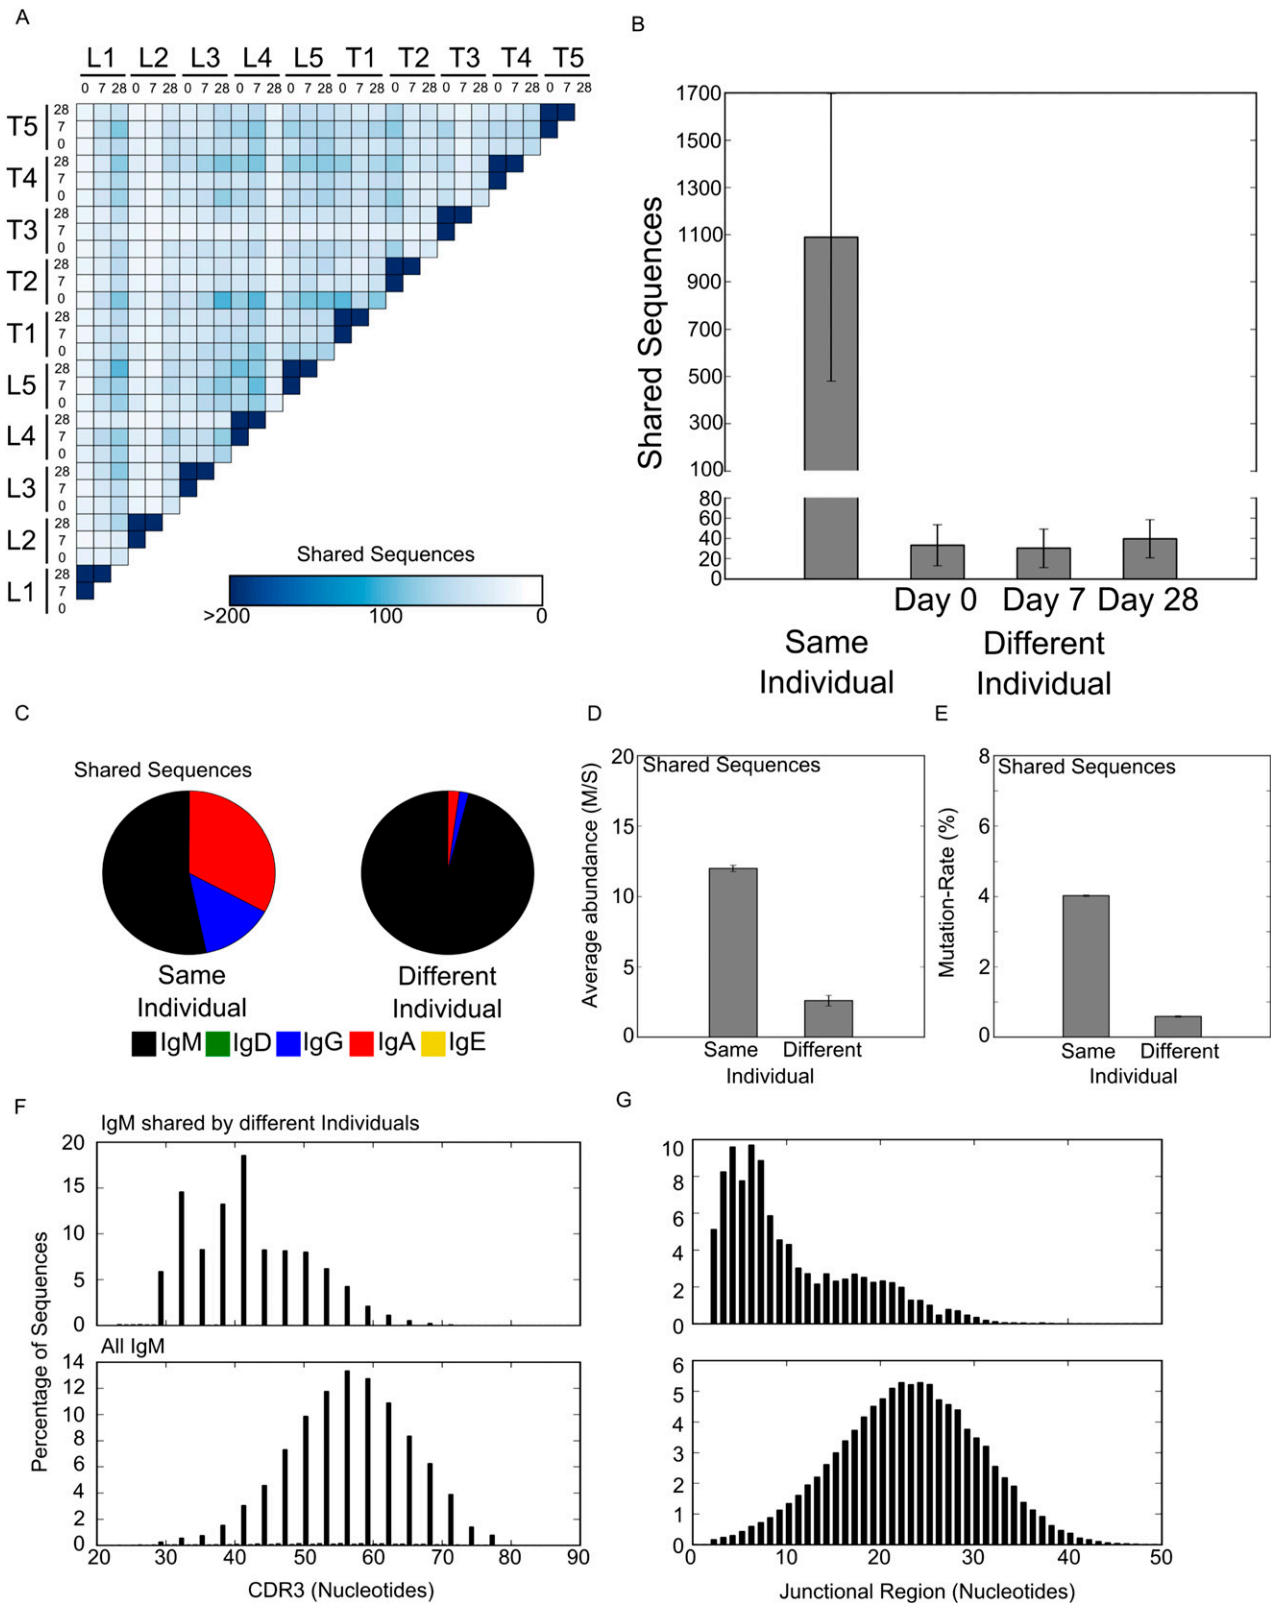 A
L1 L2 L3 L4 L5 T1 T2 T3 T4 T5
0 7 28 0 7 28 0 7 28 0 7 28 0 7 28 0 7 28 0 7 28 0 7 28 0 7 28 0 7 28
T5 28
7
0
T4 28
7
0
T3 28
7
0
T2 28
7
0
T1 28
7
0
L5 28
7
0
L4 28
7
0
L3 28
7
0
L2 28
7
0
L1 28
7
0
Shared Sequences
>200 100 0
B
Shared Sequences
1700
1500
1300
1100
900
700
500
300
100
80
60
40
20
0
Day 0 Day 7 Day 28
Same Different
Individual Individual
C
Shared Sequences
Same Different
Individual Individual
IgM IgD IgG IgA IgE
D
Average abundance (M/S)
20
15
10
5
0
Shared Sequences
Same Different
Individual
E
Mutation-Rate (%)
8
6
4
2
0
Shared Sequences
Same Different
Individual
F
IgM shared by different Individuals
Percentage of Sequences
20
15
10
5
0
All IgM
14
12
10
8
6
4
2
0
20 30 40 50 60 70 80 90
CDR3 (Nucleotides)
G
10
8
6
4
2
0
6
5
4
3
2
1
0
0 10 20 30 40 50
Junctional Region (Nucleotides)